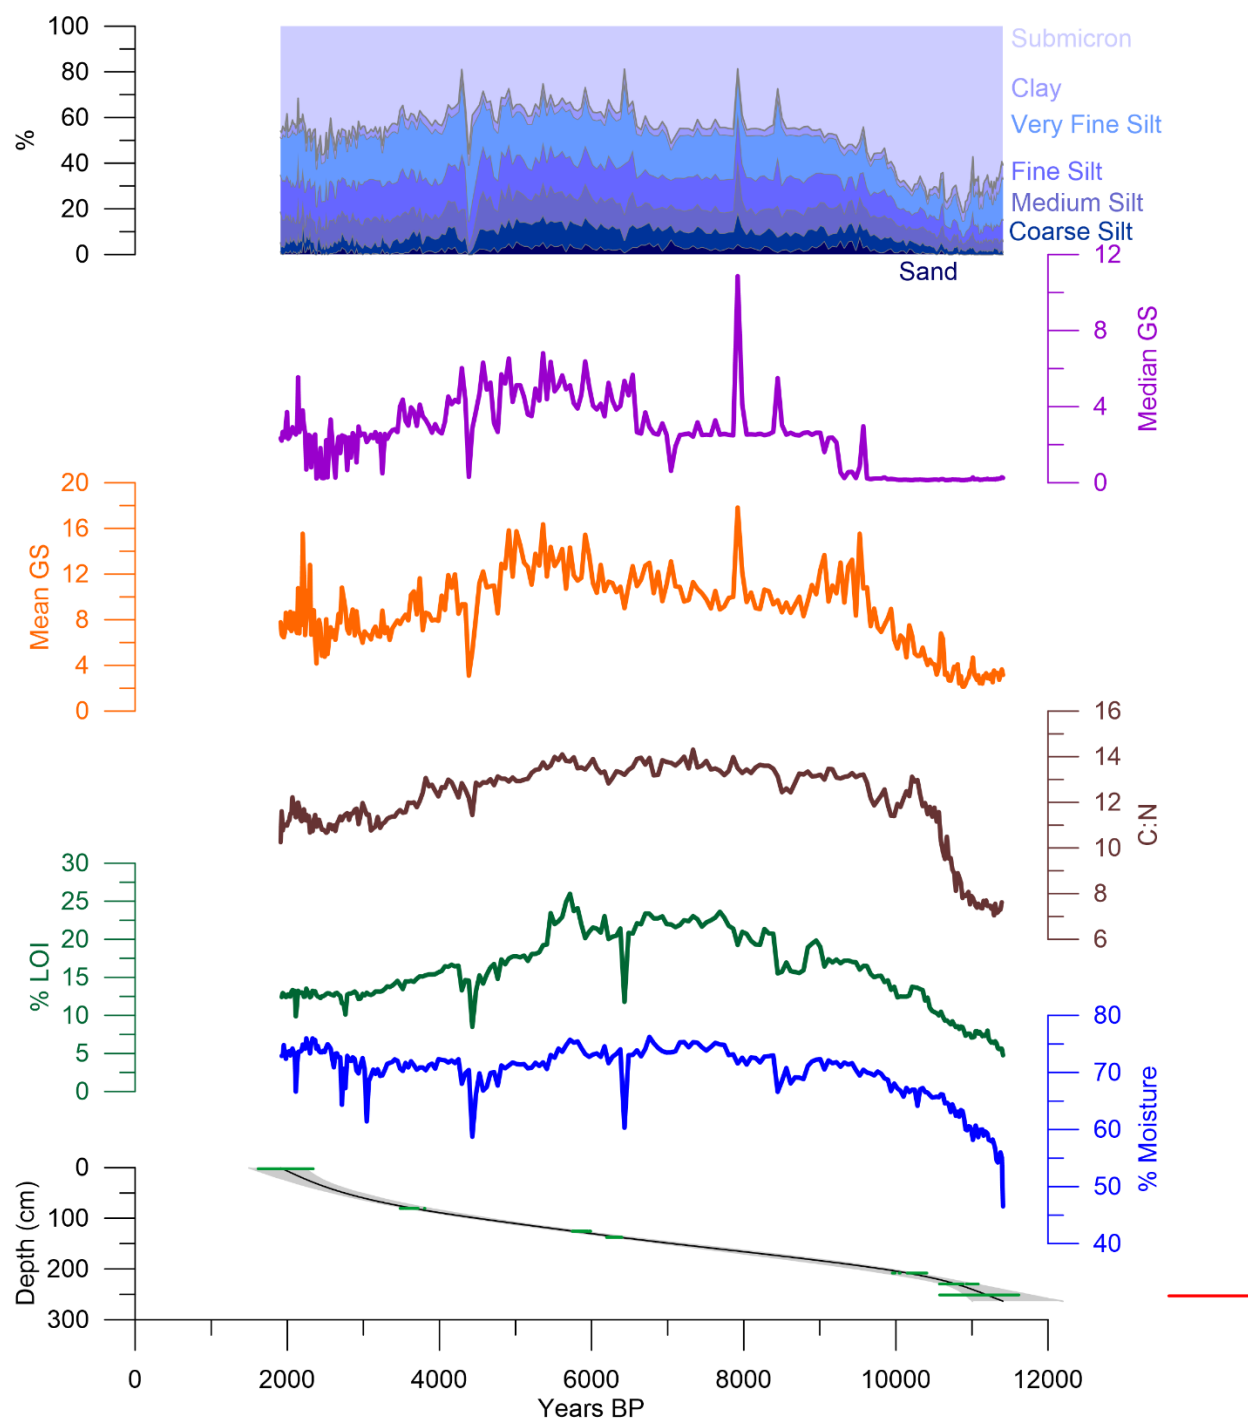 100
80
60
40
20
0
%
Submicron
Clay
Very Fine Silt
Fine Silt
Medium Silt
Coarse Silt
Sand
12
8
4
0
Median GS
20
16
12
8
4
0
Mean GS
16
14
12
10
8
6
C:N
30
25
20
15
10
5
0
% LOI
80
70
60
50
40
% Moisture
0
100
200
300
Depth (cm)
0 2000 4000 6000 8000 10000 12000
Years BP